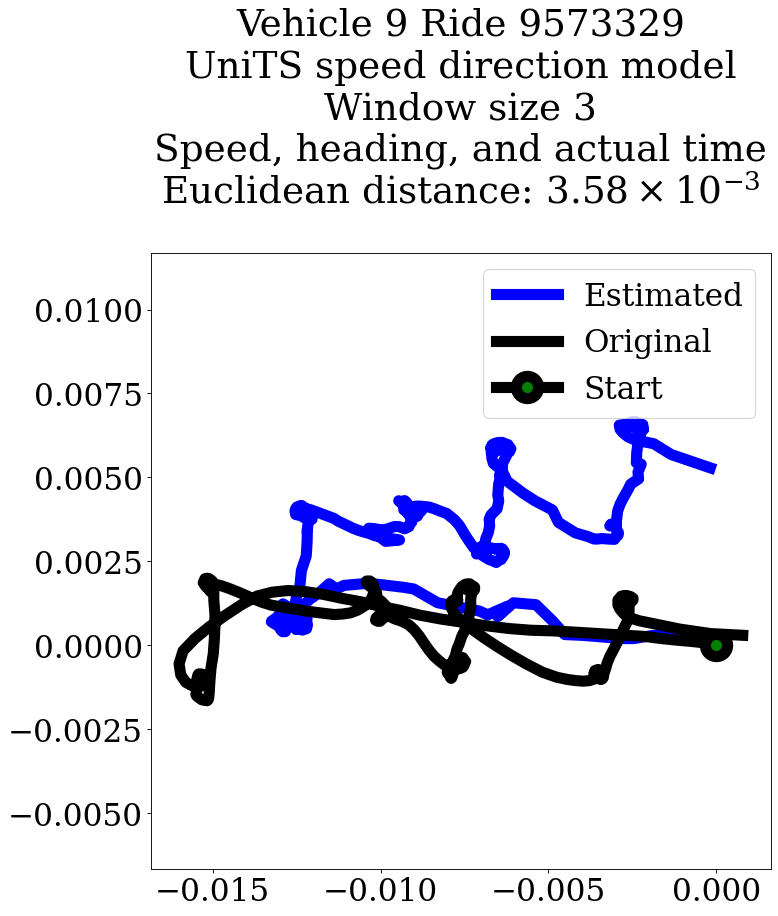 Vehicle 9 Ride 9573329
UniTS speed direction model
Window size 3
Speed, heading, and actual time
Euclidean distance: 3.58 × 10⁻³
Estimated
Original
Start
0.0100
0.0075
0.0050
0.0025
0.0000
−0.0025
−0.0050
−0.015 −0.010 −0.005 0.000